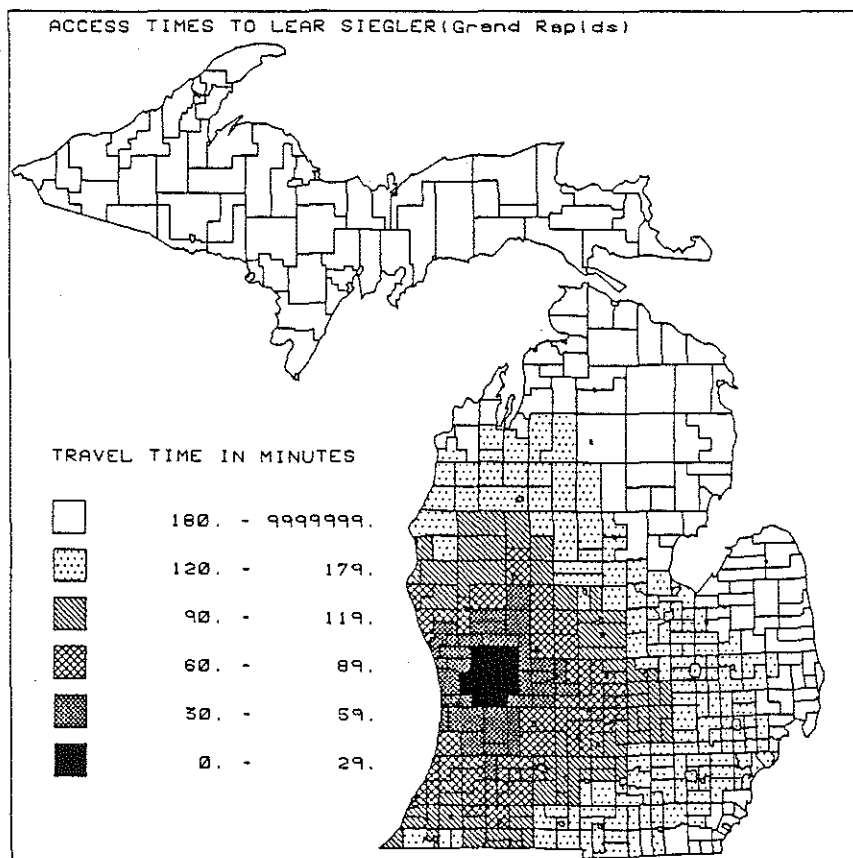 ACCESS TIMES TO LEAR SIEGLER(Grand Rapids)
TRAVEL TIME IN MINUTES
180. - 9999999.
120. - 179.
90. - 119.
60. - 89.
30. - 59.
0. - 29.